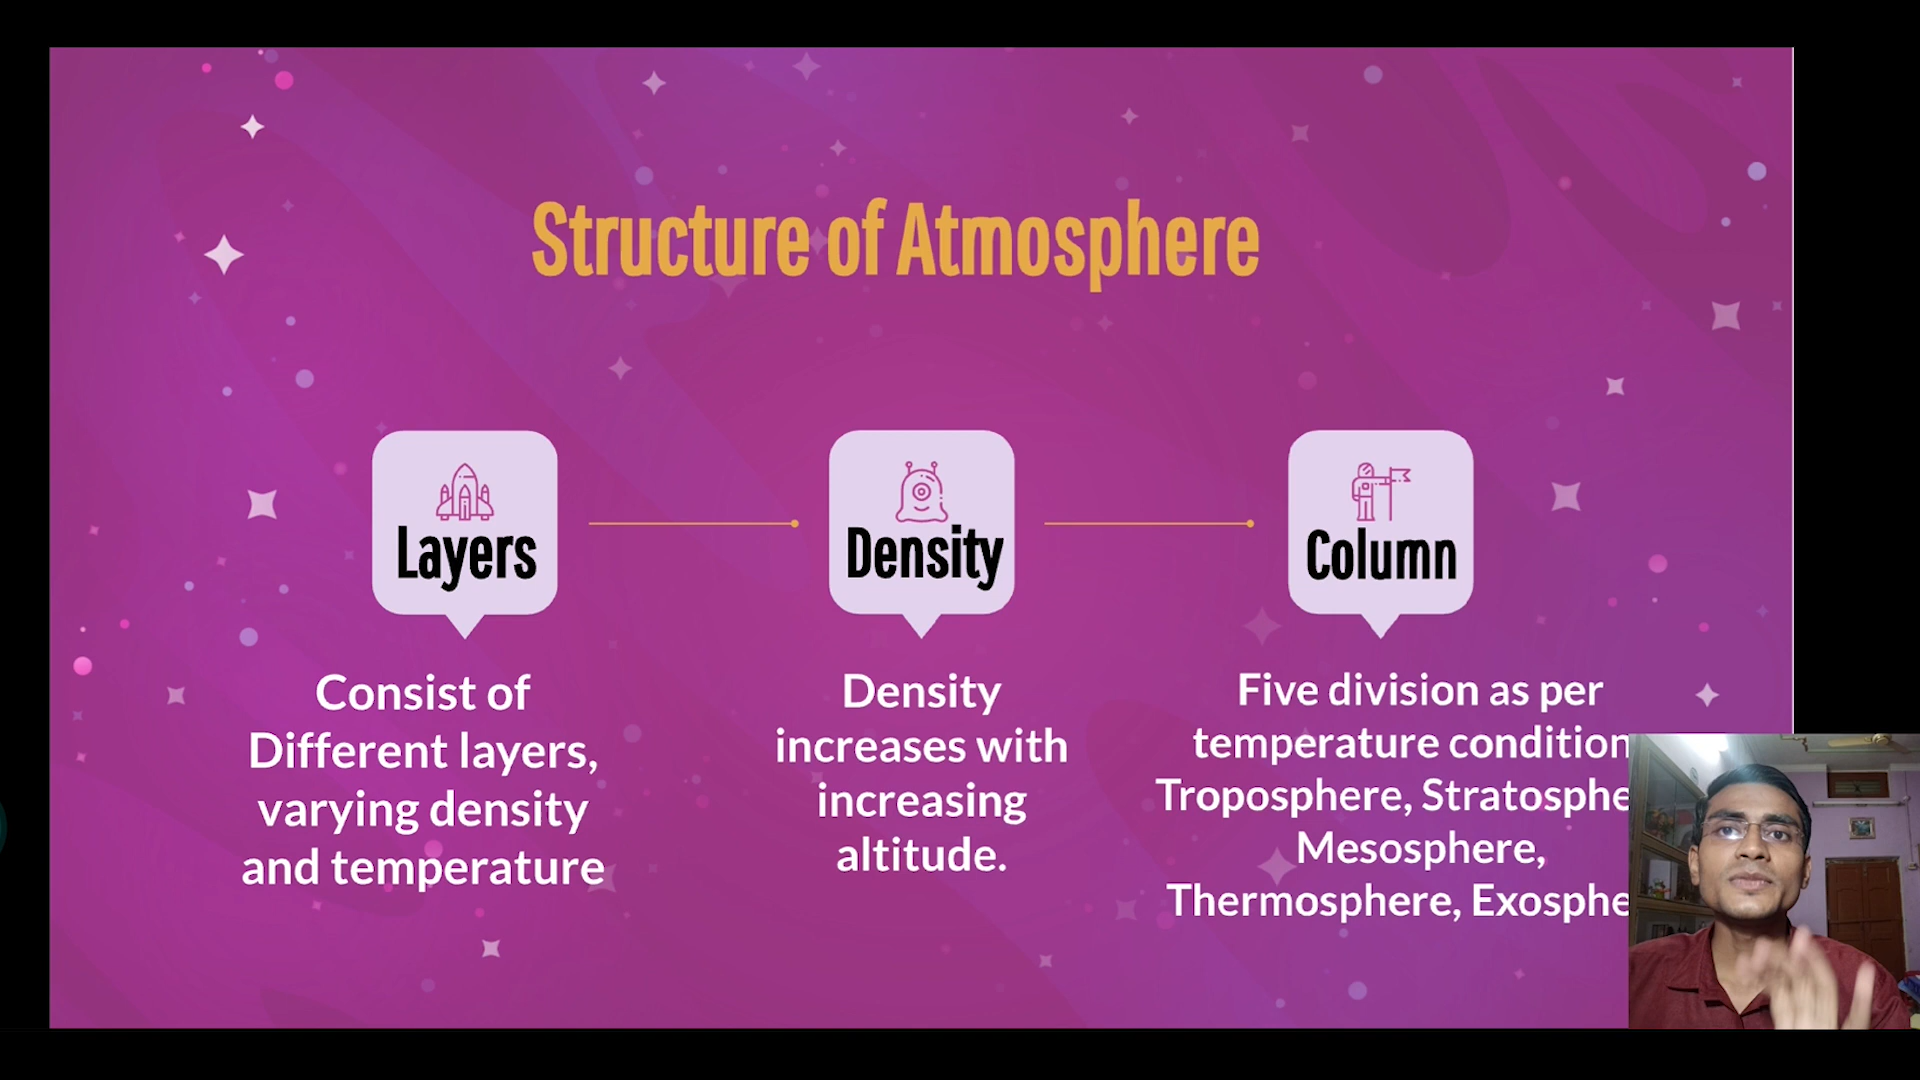 Structure of Atmosphere
Layers
Consist of
Different layers,
varying density
and temperature
Density
Density
increases with
increasing
altitude.
Column
Five division as per
temperature condition
Troposphere, Stratosphe
Mesosphere,
Thermosphere, Exosphe